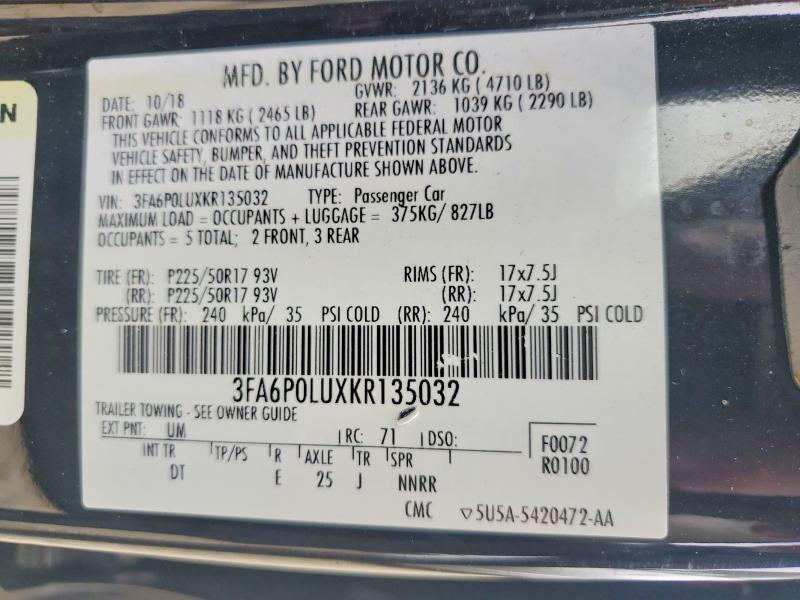 N
MFD. BY FORD MOTOR CO.
DATE: 10/18 GVWR: 2136 KG ( 4710 LB)
FRONT GAWR: 1118 KG ( 2465 LB) REAR GAWR: 1039 KG ( 2290 LB)
THIS VEHICLE CONFORMS TO ALL APPLICABLE FEDERAL MOTOR
VEHICLE SAFETY, BUMPER, AND THEFT PREVENTION STANDARDS
IN EFFECT ON THE DATE OF MANUFACTURE SHOWN ABOVE.
VIN: 3FA6P0LUXKR135032 TYPE: Passenger Car
MAXIMUM LOAD = OCCUPANTS + LUGGAGE = 375KG/ 827LB
OCCUPANTS = 5 TOTAL; 2 FRONT, 3 REAR
TIRE (FR): P225/50R17 93V RIMS (FR): 17x7.5J
(RR): P225/50R17 93V (RR): 17x7.5J
PRESSURE (FR): 240 kPa/ 35 PSI COLD (RR): 240 kPa/ 35 PSI COLD
3FA6P0LUXKR135032
TRAILER TOWING - SEE OWNER GUIDE
EXT PNT: UM RC: 71 DSO: F0072
INT TR TP/PS R AXLE TR SPR R0100
DT E 25 J NNRR
CMC ▽5U5A-5420472-AA